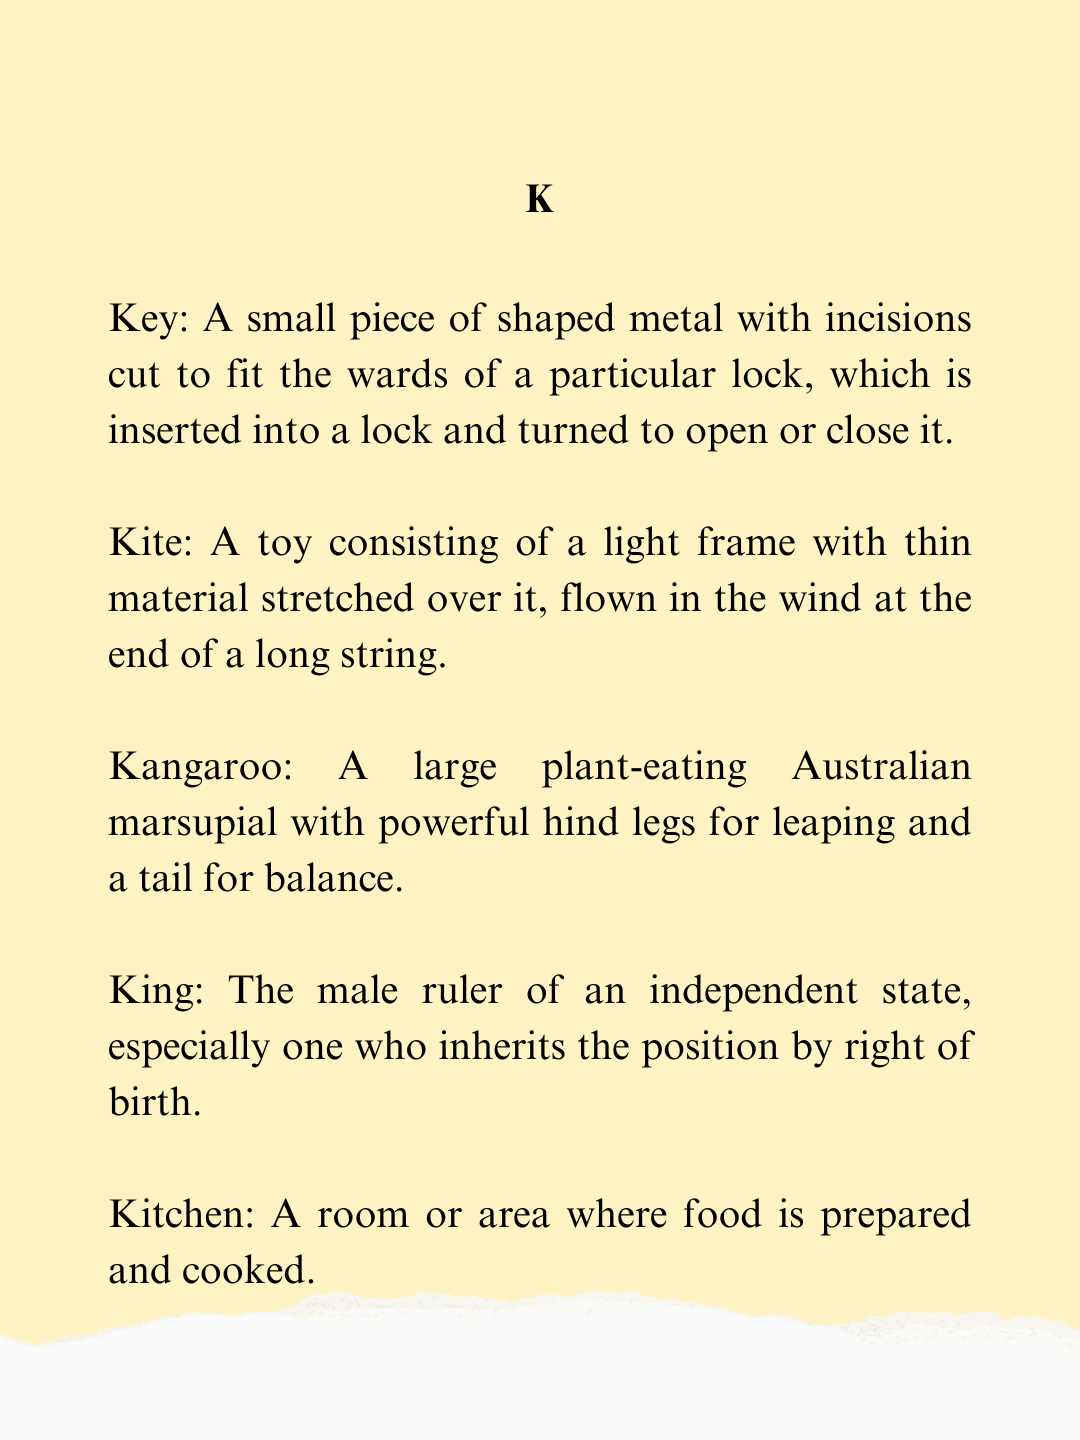 K
Key: A small piece of shaped metal with incisions
cut to fit the wards of a particular lock, which is
inserted into a lock and turned to open or close it.
Kite: A toy consisting of a light frame with thin
material stretched over it, flown in the wind at the
end of a long string.
Kangaroo: A large plant-eating Australian
marsupial with powerful hind legs for leaping and
a tail for balance.
King: The male ruler of an independent state,
especially one who inherits the position by right of
birth.
Kitchen: A room or area where food is prepared
and cooked.